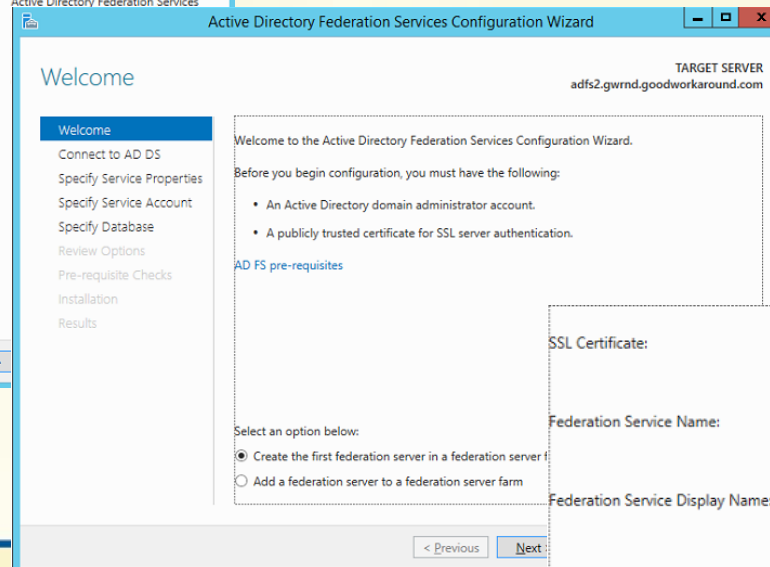 Active Directory Federation Services
Active Directory Federation Services Configuration Wizard
Welcome
TARGET SERVER
adfs2.gwrnd.goodworkaround.com
Welcome
Connect to AD DS
Specify Service Properties
Specify Service Account
Specify Database
Review Options
Pre-requisite Checks
Installation
Results
Welcome to the Active Directory Federation Services Configuration Wizard.
Before you begin configuration, you must have the following:
• An Active Directory domain administrator account.
• A publicly trusted certificate for SSL server authentication.
AD FS pre-requisites
Select an option below:
Create the first federation server in a federation server f
Add a federation server to a federation server farm
SSL Certificate:
Federation Service Name:
Federation Service Display Name:
< Previous
Next